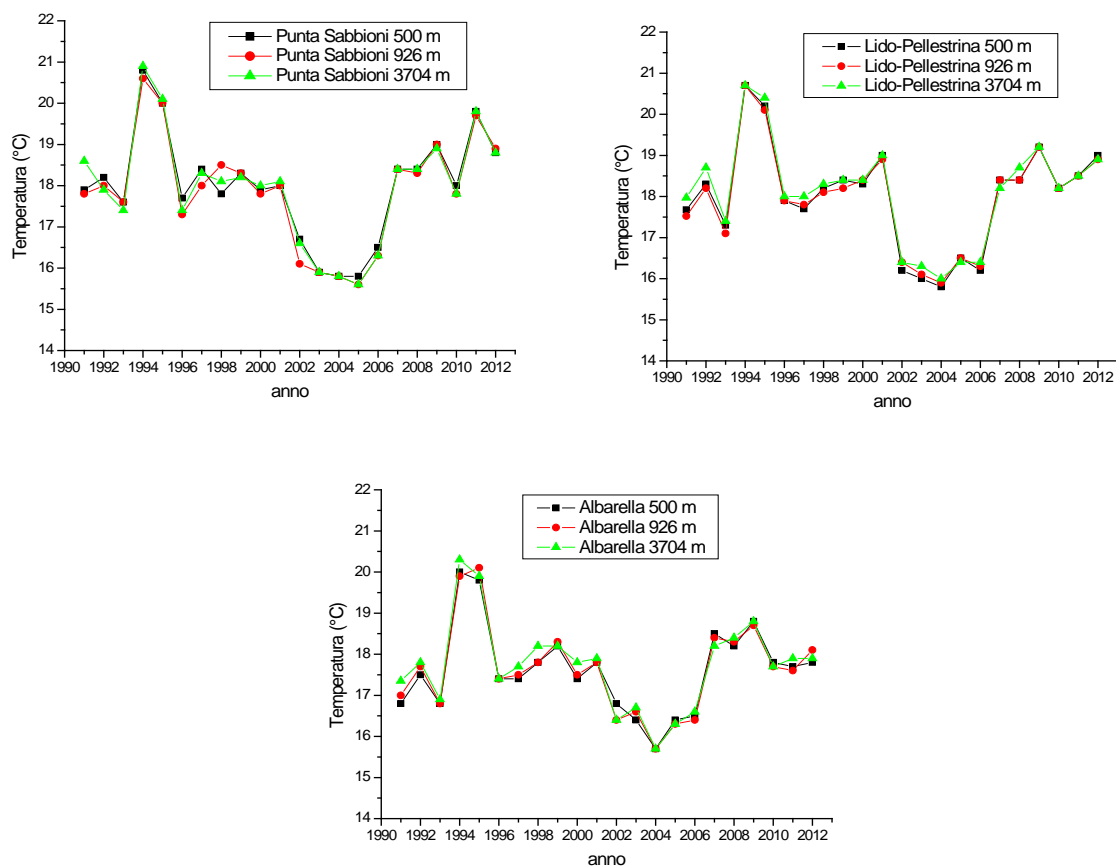 Punta Sabbioni 500 m
Punta Sabbioni 926 m
Punta Sabbioni 3704 m
Temperatura (°C)
22
21
20
19
18
17
16
15
14
1990 1992 1994 1996 1998 2000 2002 2004 2006 2008 2010 2012
anno
Lido-Pellestrina 500 m
Lido-Pellestrina 926 m
Lido-Pellestrina 3704 m
Temperatura (°C)
22
21
20
19
18
17
16
15
14
1990 1992 1994 1996 1998 2000 2002 2004 2006 2008 2010 2012
anno
Albarella 500 m
Albarella 926 m
Albarella 3704 m
Temperatura (°C)
22
21
20
19
18
17
16
15
14
1990 1992 1994 1996 1998 2000 2002 2004 2006 2008 2010 2012
anno